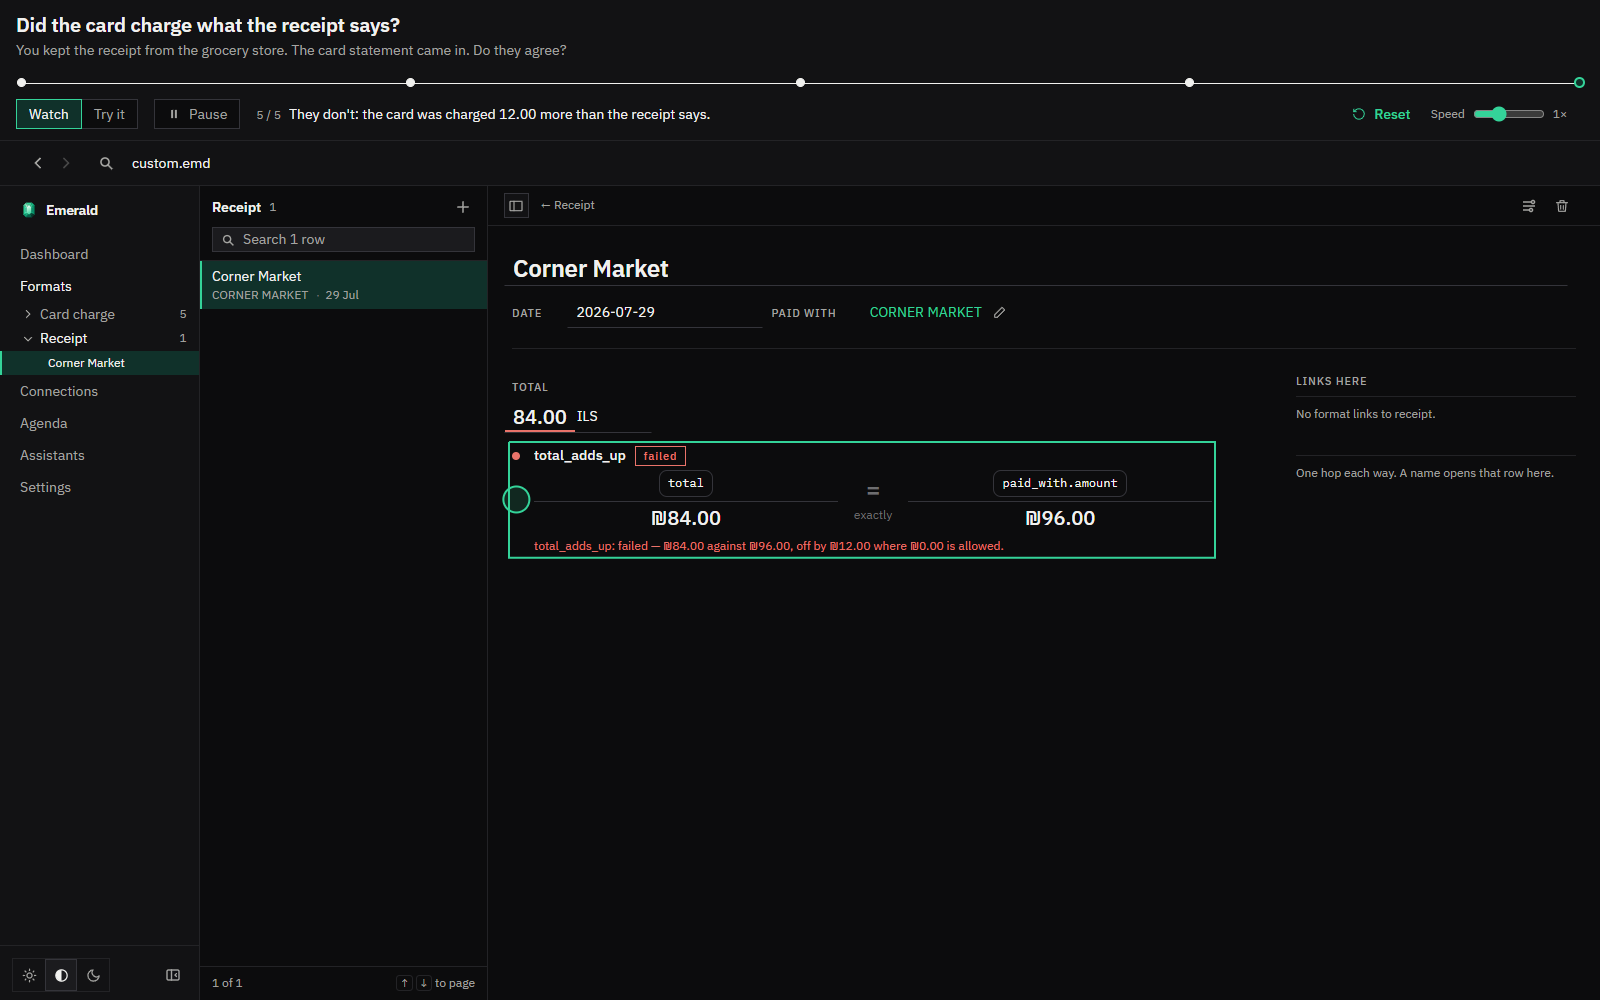 Did the card charge what the receipt says?
You kept the receipt from the grocery store. The card statement came in. Do they agree?
Watch
Try it
Pause
5 / 5 They don't: the card was charged 12.00 more than the receipt says.
Reset
Speed
1×
custom.emd
Emerald
Dashboard
Formats
Card charge 5
Receipt 1
Corner Market
Connections
Agenda
Assistants
Settings
Receipt 1
Search 1 row
Corner Market
CORNER MARKET · 29 Jul
1 of 1
↑ ↓ to page
← Receipt
Corner Market
DATE 2026-07-29 PAID WITH CORNER MARKET
TOTAL
84.00 ILS
total_adds_up failed
total = paid_with.amount
exactly
₪84.00 ₪96.00
total_adds_up: failed — ₪84.00 against ₪96.00, off by ₪12.00 where ₪0.00 is allowed.
LINKS HERE
No format links to receipt.
One hop each way. A name opens that row here.